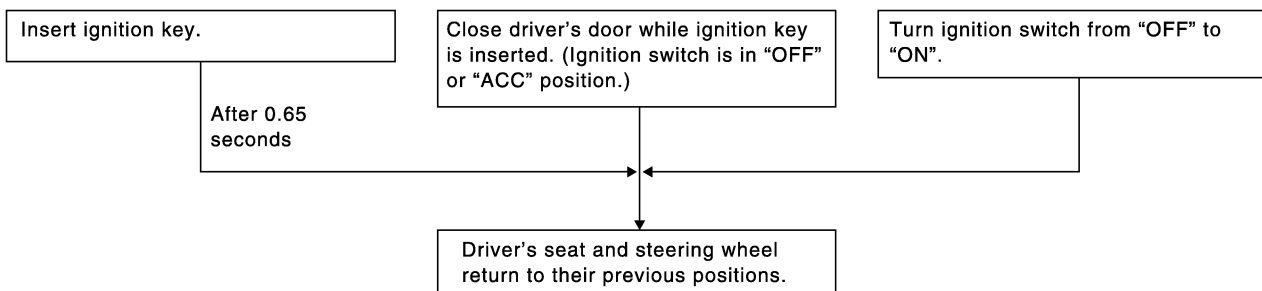 Insert ignition key.
Close driver’s door while ignition key
is inserted. (Ignition switch is in “OFF”
or “ACC” position.)
Turn ignition switch from “OFF” to
“ON”.
After 0.65
seconds
Driver’s seat and steering wheel
return to their previous positions.